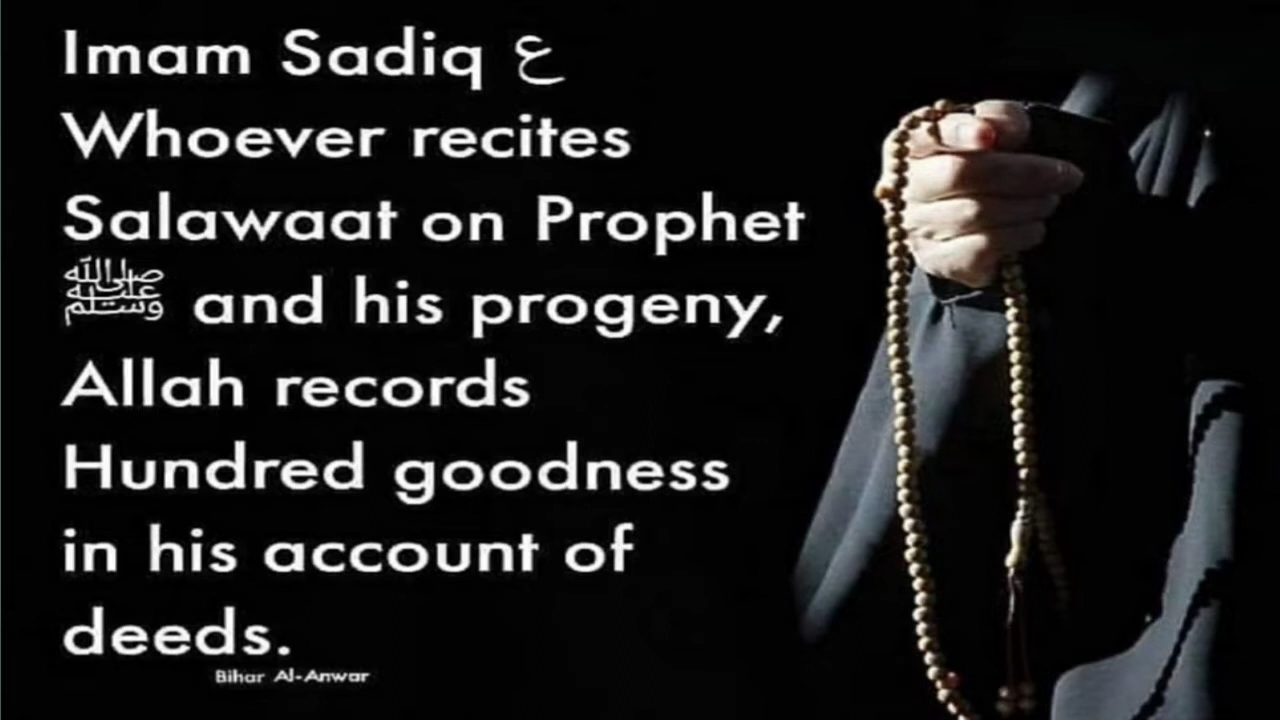 Imam Sadiq ع
Whoever recites
Salawaat on Prophet
ﷺ and his progeny,
Allah records
Hundred goodness
in his account of
deeds.
Bihar Al-Anwar